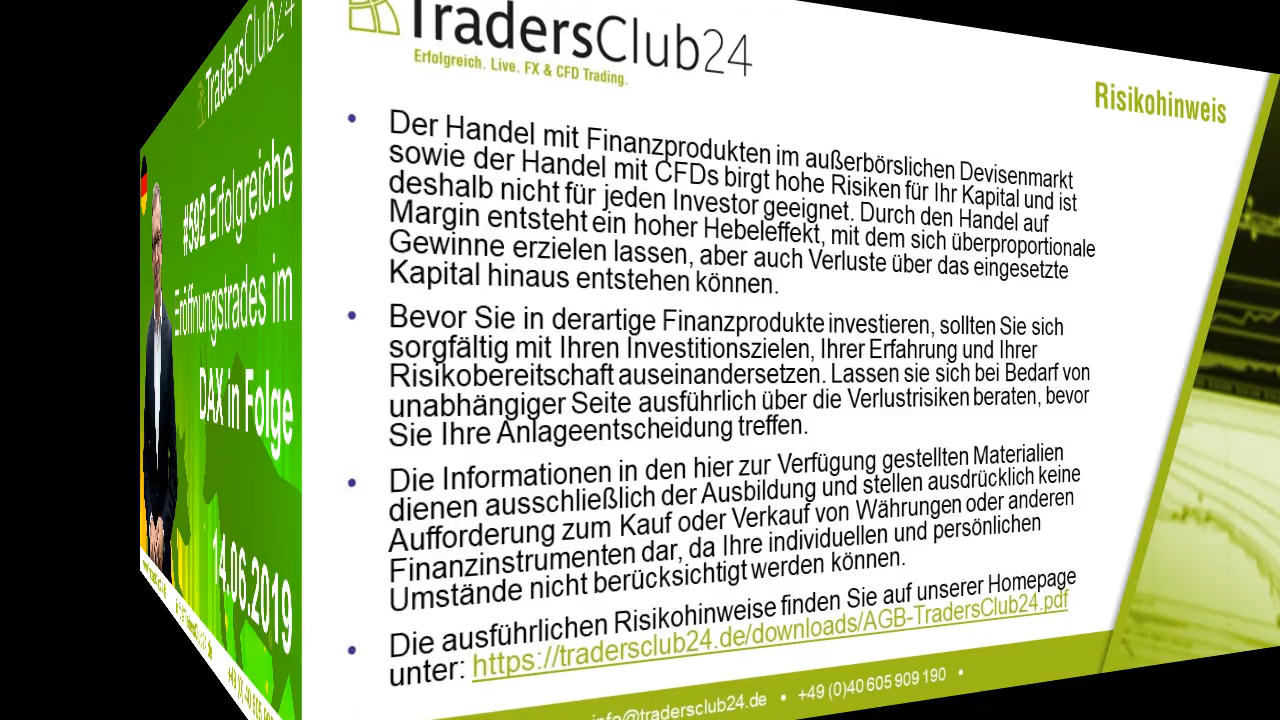 TradersClub24
#592 Erfolgreiche
Eröffnungstrades im
DAX in Folge
14.06.2019
TradersClub24
Erfolgreich. Live. FX & CFD Trading.
Risikohinweis
• Der Handel mit Finanzprodukten im außerbörslichen Devisenmarkt
sowie der Handel mit CFDs birgt hohe Risiken für Ihr Kapital und ist
deshalb nicht für jeden Investor geeignet. Durch den Handel auf
Margin entsteht ein hoher Hebeleffekt, mit dem sich überproportionale
Gewinne erzielen lassen, aber auch Verluste über das eingesetzte
Kapital hinaus entstehen können.
• Bevor Sie in derartige Finanzprodukte investieren, sollten Sie sich
sorgfältig mit Ihren Investitionszielen, Ihrer Erfahrung und Ihrer
Risikobereitschaft auseinandersetzen. Lassen sie sich bei Bedarf von
unabhängiger Seite ausführlich über die Verlustrisiken beraten, bevor
Sie Ihre Anlageentscheidung treffen.
• Die Informationen in den hier zur Verfügung gestellten Materialien
dienen ausschließlich der Ausbildung und stellen ausdrücklich keine
Aufforderung zum Kauf oder Verkauf von Währungen oder anderen
Finanzinstrumenten dar, da Ihre individuellen und persönlichen
Umstände nicht berücksichtigt werden können.
• Die ausführlichen Risikohinweise finden Sie auf unserer Homepage
unter: https://tradersclub24.de/downloads/AGB-TradersClub24.pdf
info@tradersclub24.de • +49 (0)40 605 909 190 •